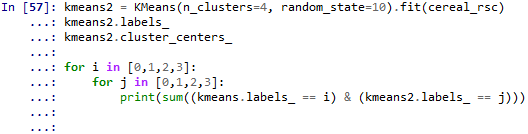 In [57]: kmeans2 = KMeans(n_clusters=4, random_state=10).fit(cereal_rsc)
    ...: kmeans2.labels_
    ...: kmeans2.cluster_centers_
    ...:
    ...: for i in [0,1,2,3]:
    ...:     for j in [0,1,2,3]:
    ...:         print(sum((kmeans.labels_ == i) & (kmeans2.labels_ == j)))
    ...:
    ...: